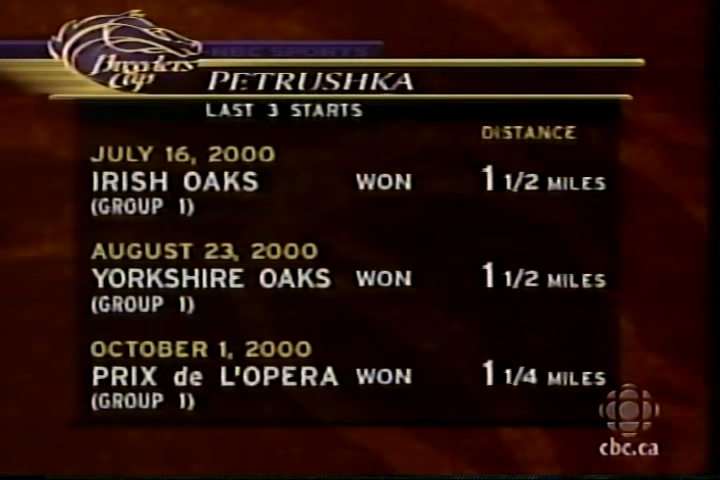 NBC SPORTS
Breeders'
Cup
PETRUSHKA
LAST 3 STARTS
DISTANCE
JULY 16, 2000
IRISH OAKS WON 1 1/2 MILES
(GROUP 1)
AUGUST 23, 2000
YORKSHIRE OAKS WON 1 1/2 MILES
(GROUP 1)
OCTOBER 1, 2000
PRIX de L'OPERA WON 1 1/4 MILES
(GROUP 1)
cbc.ca